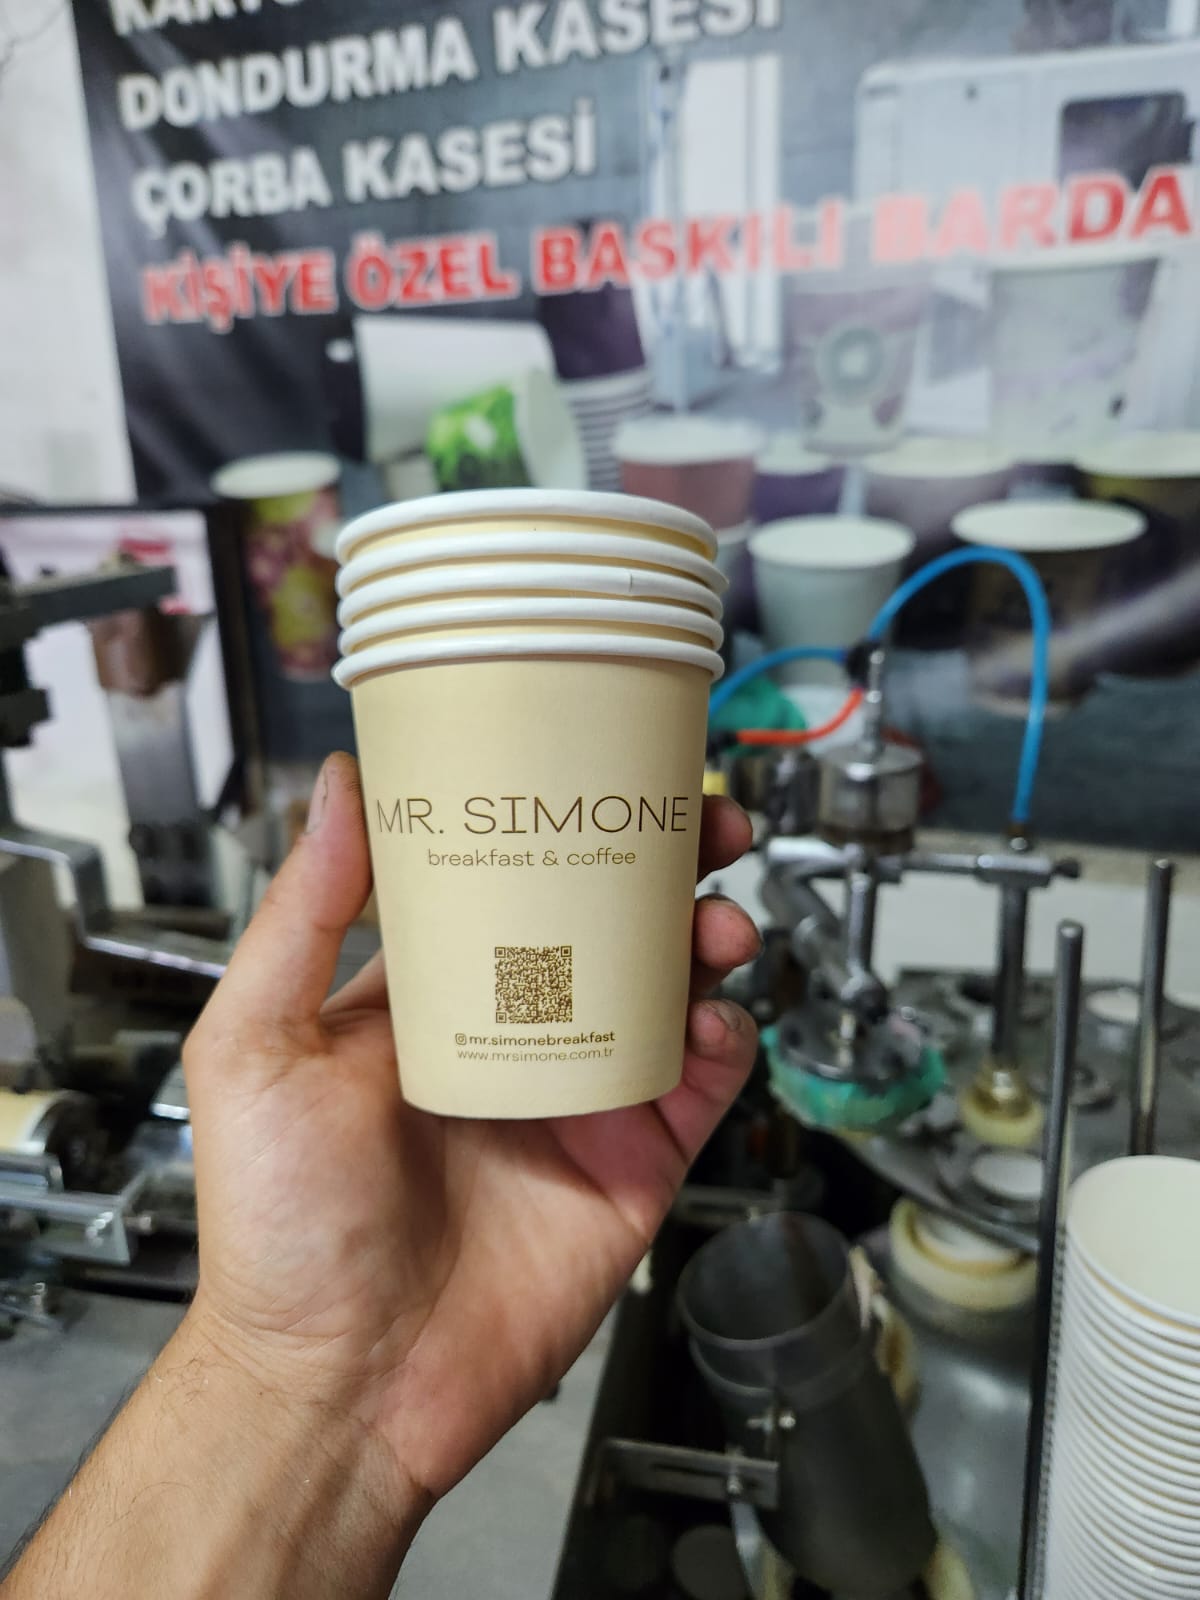 DONDURMA KASESİ
ÇORBA KASESİ
KİŞİYE ÖZEL BASKILI BARDA
MR. SIMONE
breakfast & coffee
mr.simonebreakfast
www.mrsimone.com.tr